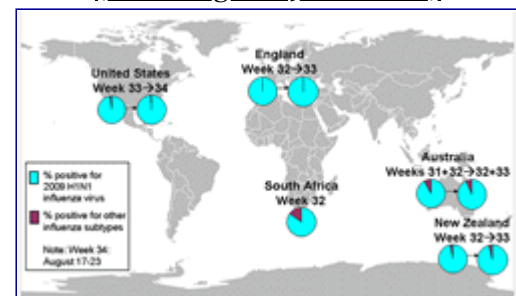 England
Week 32→33
United States
Week 33→34
Australia
Weeks 31+32→32+33
South Africa
Week 32
New Zealand
Week 32→33
% positive for
2009 H1N1
influenza virus
% positive for other
influenza subtypes
Note: Week 34:
August 17-23